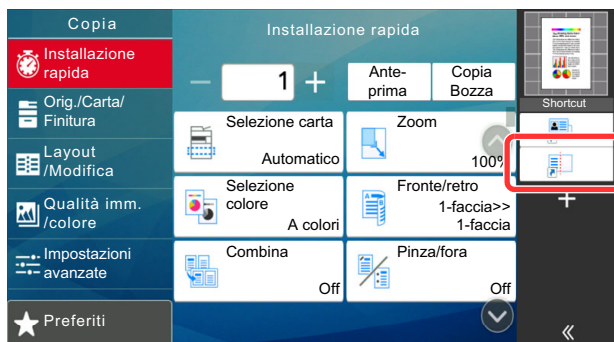 Copia
Installazione
rapida
Orig./Carta/
Finitura
Layout
/Modifica
Qualità imm.
/colore
Impostazioni
avanzate
Preferiti
Installazione rapida
1
Ante-
prima
Copia
Bozza
Selezione carta
Automatico
Zoom
100%
Selezione
colore
A colori
Fronte/retro
1-faccia>>
1-faccia
Combina
Off
Pinza/fora
Off
Shortcut